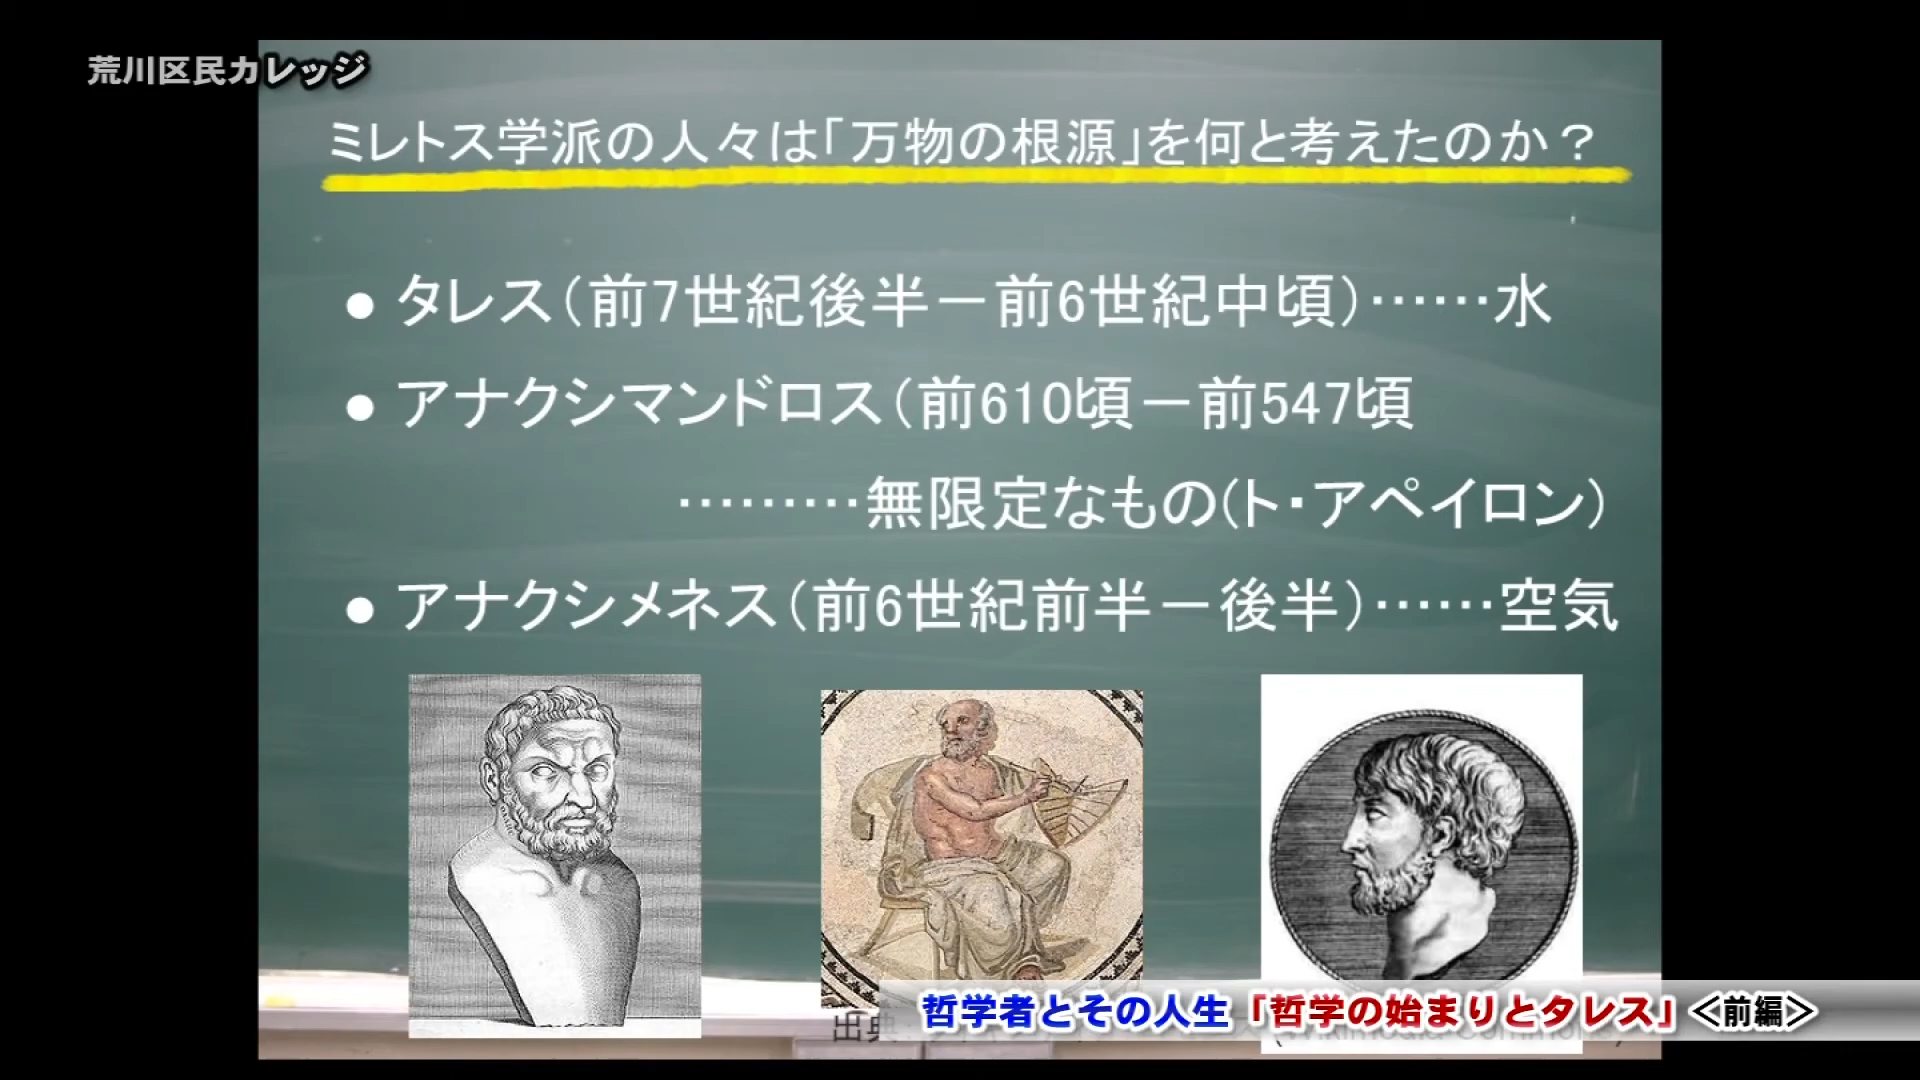 荒川区民カレッジ
ミレトス学派の人々は「万物の根源」を何と考えたのか？
● タレス（前7世紀後半－前6世紀中頃）……水
● アナクシマンドロス（前610頃－前547頃
………無限定なもの(ト・アペイロン)
● アナクシメネス（前6世紀前半－後半）……空気
哲学者とその人生「哲学の始まりとタレス」＜前編＞
出典